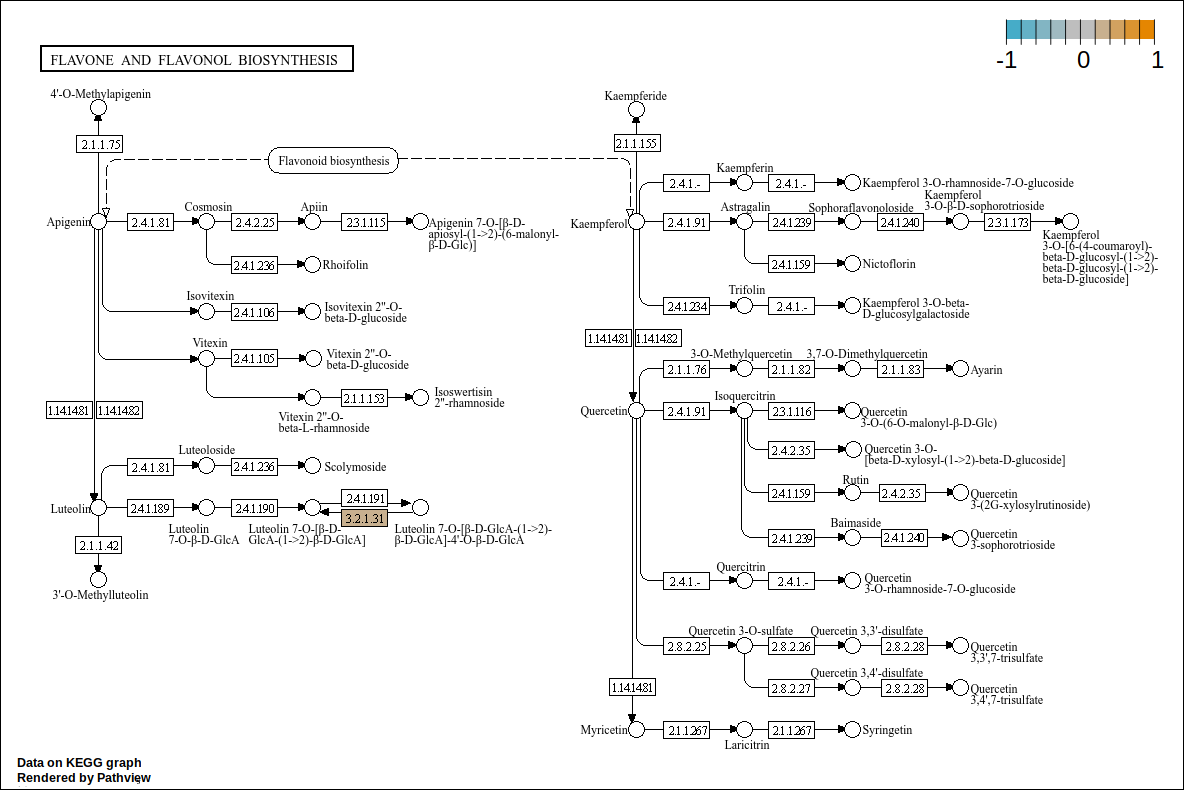 -1 0 1
FLAVONE AND FLAVONOL BIOSYNTHESIS
4'-O-Methylapigenin
2.1.1.75
Flavonoid biosynthesis
Apigenin
2.4.1.81
Cosmosin
2.4.2.25
Apiin
2.3.1.115
Apigenin 7-O-[β-D-
apiosyl-(1->2)-(6-malonyl-
β-D-Glc)]
2.4.1.236
Rhoifolin
Isovitexin
2.4.1.106
Isovitexin 2"-O-
beta-D-glucoside
Vitexin
2.4.1.105
Vitexin 2"-O-
beta-D-glucoside
Vitexin 2"-O-
beta-L-rhamnoside
2.1.1.153
Isoswertisin
2"-rhamnoside
1.14.14.81
1.14.14.82
2.4.1.81
Luteoloside
2.4.1.236
Scolymoside
Luteolin
2.4.1.189
Luteolin
7-O-β-D-GlcA
2.4.1.190
Luteolin 7-O-[β-D-
GlcA-(1->2)-β-D-GlcA]
2.4.1.191
3.2.1.31
Luteolin 7-O-[β-D-GlcA-(1->2)-
β-D-GlcA]-4'-O-β-D-GlcA
2.1.1.42
3'-O-Methylluteolin
Kaempferide
2.1.1.155
2.4.1.-
Kaempferin
2.4.1.-
Kaempferol 3-O-rhamnoside-7-O-glucoside
Kaempferol
2.4.1.91
Astragalin
2.4.1.239
Sophoraflavonoloside
2.4.1.240
Kaempferol
3-O-β-D-sophorotrioside
2.3.1.173
Kaempferol
3-O-[6-(4-coumaroyl)-
beta-D-glucosyl-(1->2)-
beta-D-glucosyl-(1->2)-
beta-D-glucoside]
2.4.1.159
Nictoflorin
2.4.1.234
Trifolin
2.4.1.-
Kaempferol 3-O-beta-
D-glucosylgalactoside
1.14.14.81
1.14.14.82
2.1.1.76
3-O-Methylquercetin
2.1.1.82
3,7-O-Dimethylquercetin
2.1.1.83
Ayarin
Quercetin
2.4.1.91
Isoquercitrin
2.3.1.116
Quercetin
3-O-(6-O-malonyl-β-D-Glc)
2.4.2.35
Quercetin 3-O-
[beta-D-xylosyl-(1->2)-beta-D-glucoside]
2.4.1.159
Rutin
2.4.2.35
Quercetin
3-(2G-xylosylrutinoside)
2.4.1.239
Baimaside
2.4.1.240
Quercetin
3-sophorotrioside
2.4.1.-
Quercitrin
2.4.1.-
Quercetin
3-O-rhamnoside-7-O-glucoside
2.8.2.25
Quercetin 3-O-sulfate
2.8.2.26
Quercetin 3,3'-disulfate
2.8.2.28
Quercetin
3,3',7-trisulfate
2.8.2.27
Quercetin 3,4'-disulfate
2.8.2.28
Quercetin
3,4',7-trisulfate
1.14.14.81
Myricetin
2.1.1.267
Laricitrin
2.1.1.267
Syringetin
Data on KEGG graph
Rendered by Pathview